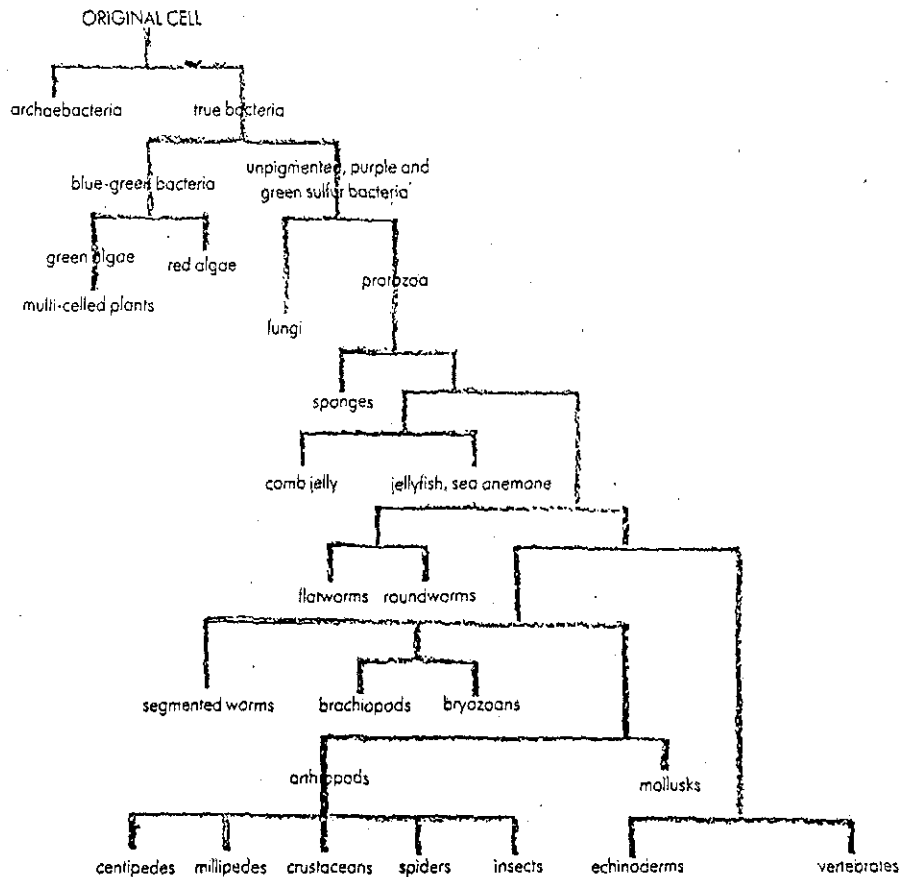 ORIGINAL CELL
archaebacteria
true bacteria
blue-green bacteria
unpigmented, purple and
green sulfur bacteria
green algae
red algae
multi-celled plants
protozoa
fungi
sponges
comb jelly
jellyfish, sea anemone
flatworms
roundworms
segmented worms
brachiopods
bryozoans
arthropods
mollusks
centipedes
millipedes
crustaceans
spiders
insects
echinoderms
vertebrates